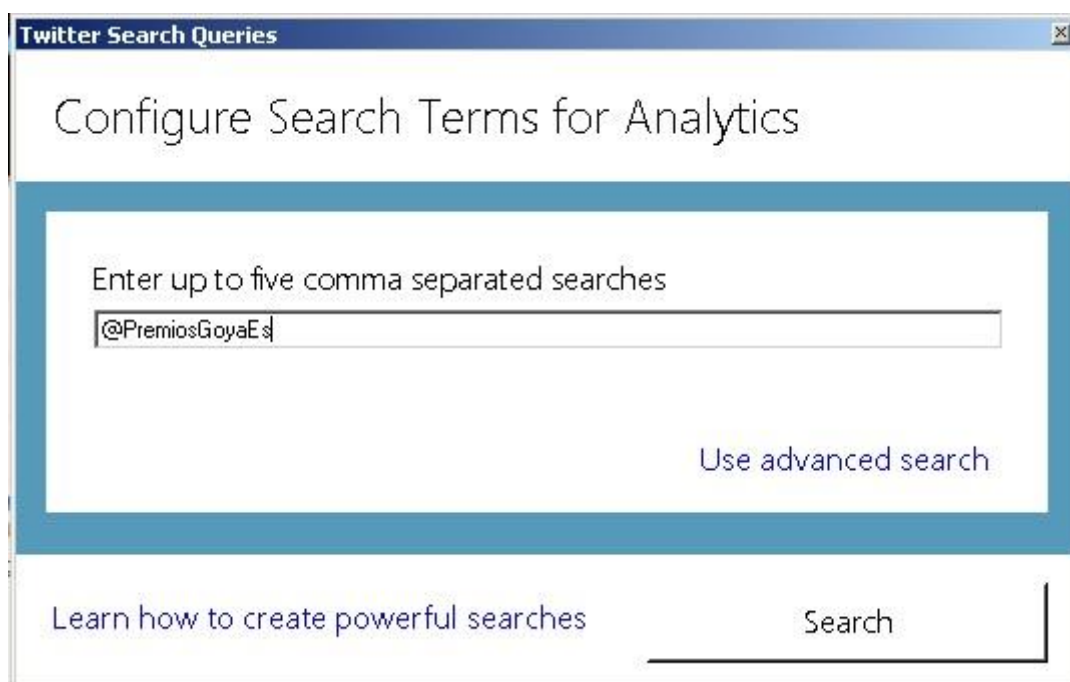 Twitter Search Queries
Configure Search Terms for Analytics
Enter up to five comma separated searches
@PremiosGoyaEs
Use advanced search
Learn how to create powerful searches
Search